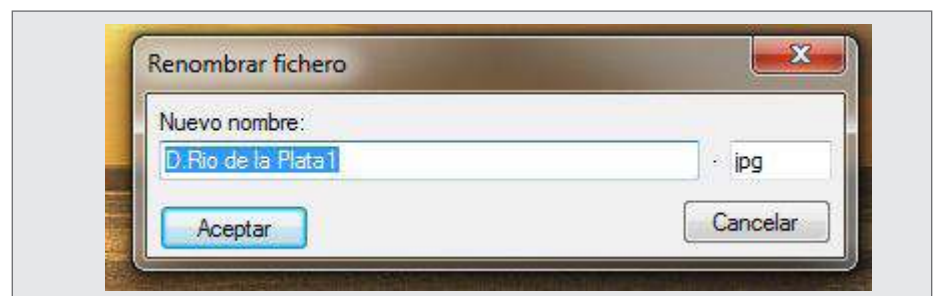 Renombrar fichero
Nuevo nombre:
D.Rio de la Plata1 . jpg
Aceptar Cancelar